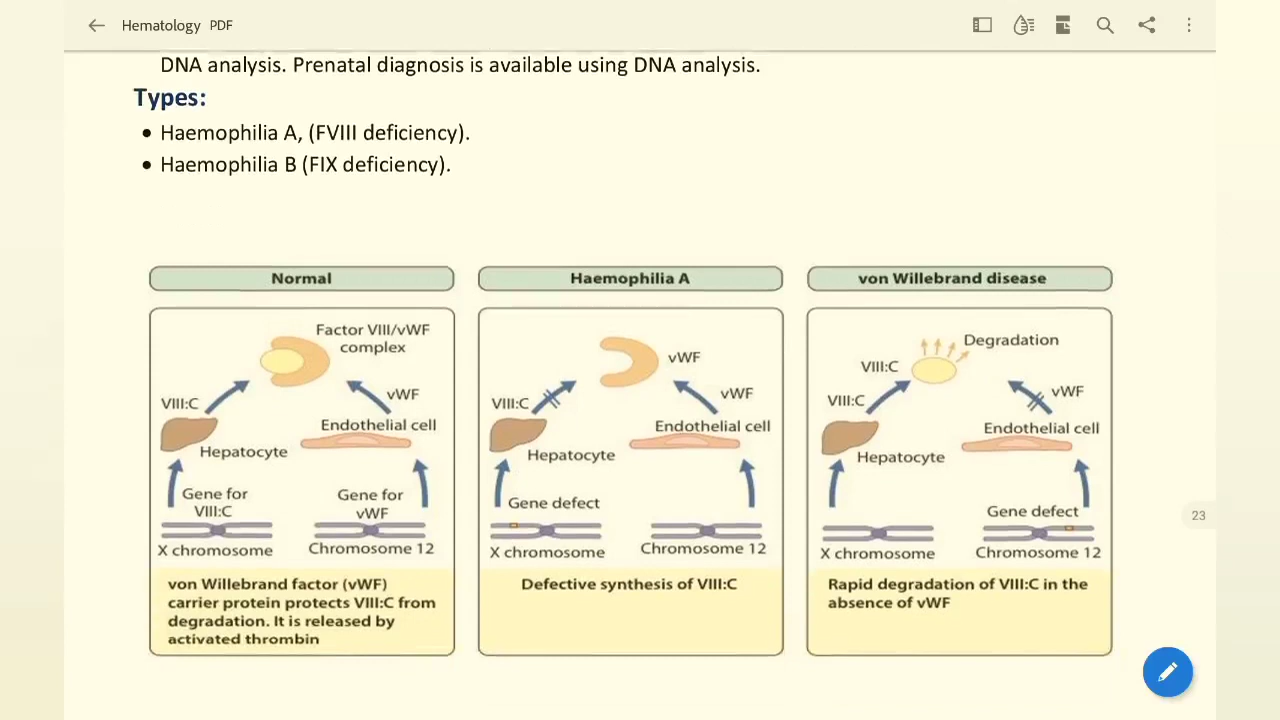 Hematology PDF
DNA analysis. Prenatal diagnosis is available using DNA analysis.
Types:
• Haemophilia A, (FVIII deficiency).
• Haemophilia B (FIX deficiency).
Normal
Factor VIII/vWF
complex
VIII:C
vWF
Endothelial cell
Hepatocyte
Gene for
VIII:C
Gene for
vWF
X chromosome
Chromosome 12
von Willebrand factor (vWF)
carrier protein protects VIII:C from
degradation. It is released by
activated thrombin
Haemophilia A
vWF
VIII:C
vWF
Endothelial cell
Hepatocyte
Gene defect
X chromosome
Chromosome 12
Defective synthesis of VIII:C
von Willebrand disease
Degradation
VIII:C
VIII:C
vWF
Endothelial cell
Hepatocyte
Gene defect
X chromosome
Chromosome 12
Rapid degradation of VIII:C in the
absence of vWF
23